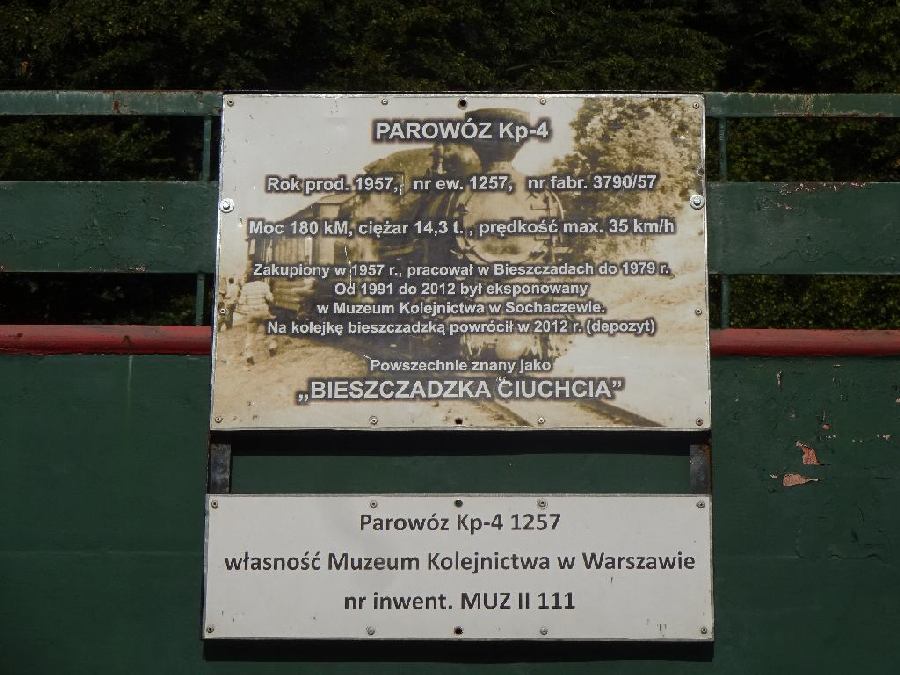 PAROWÓZ Kp-4
Rok prod. 1957, nr ew. 1257, nr fabr. 3790/57
Moc 180 kM, ciężar 14,3 t. , prędkość max. 35 km/h
Zakupiony w 1957 r., pracował w Bieszczadach do 1979 r.
Od 1991 do 2012 był eksponowany
w Muzeum Kolejnictwa w Sochaczewie.
Na kolejkę bieszczadzką powrócił w 2012 r. (depozyt)
Powszechnie znany jako
„BIESZCZADZKA CIUCHCIA”
Parowóz Kp-4 1257
własność Muzeum Kolejnictwa w Warszawie
nr inwent. MUZ II 111